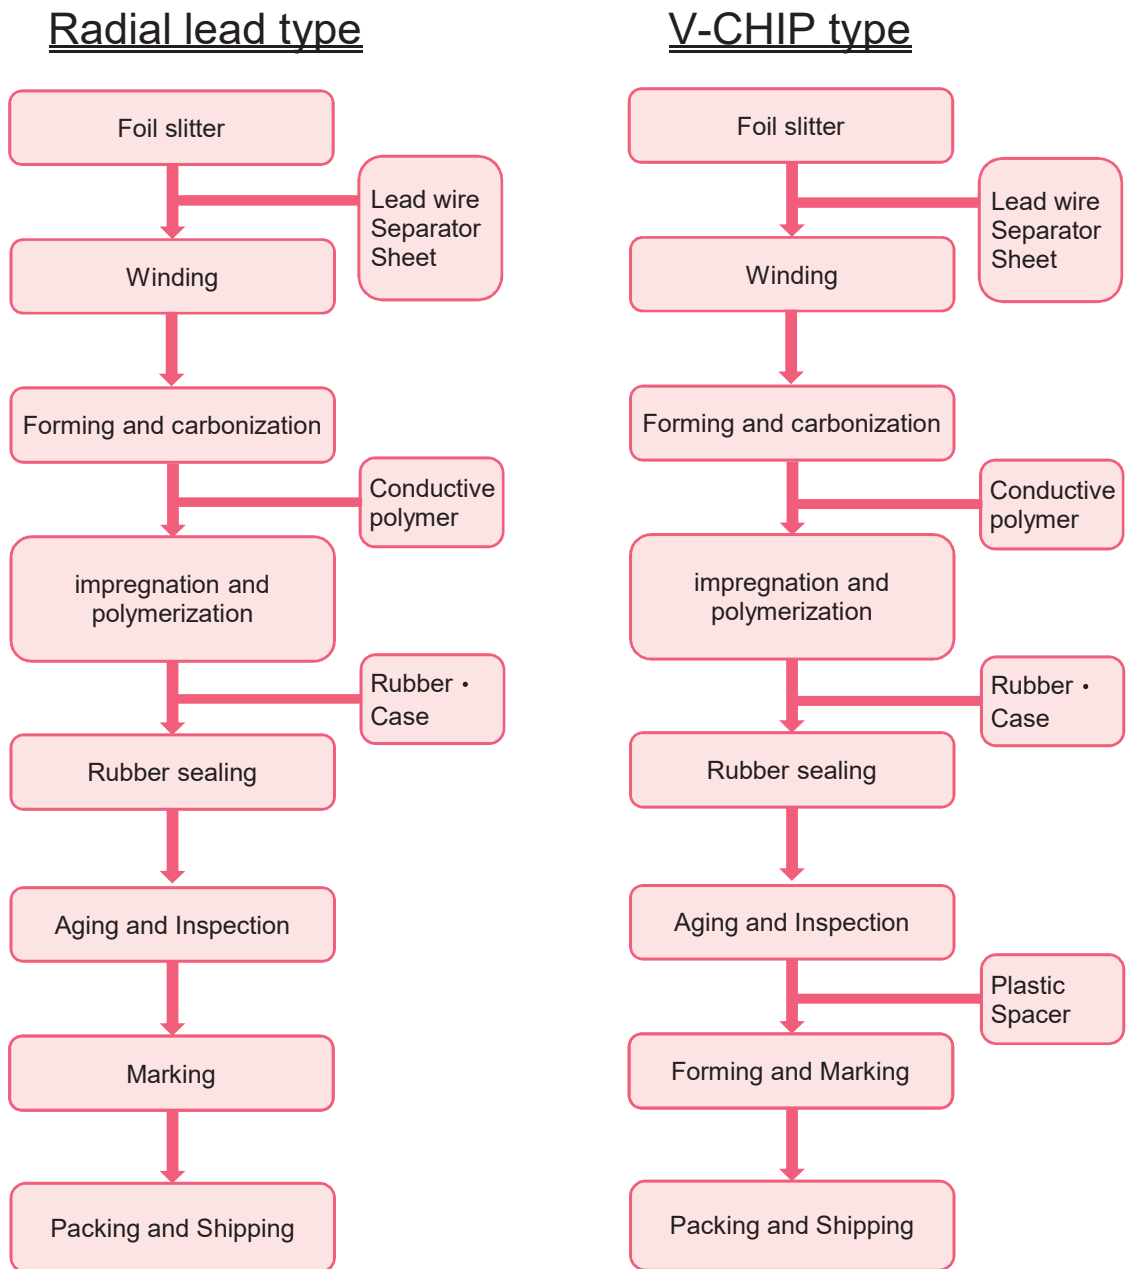 Radial lead type
Foil slitter
Lead wire
Separator
Sheet
Winding
Forming and carbonization
Conductive
polymer
impregnation and
polymerization
Rubber・
Case
Rubber sealing
Aging and Inspection
Marking
Packing and Shipping
V-CHIP type
Foil slitter
Lead wire
Separator
Sheet
Winding
Forming and carbonization
Conductive
polymer
impregnation and
polymerization
Rubber・
Case
Rubber sealing
Aging and Inspection
Plastic
Spacer
Forming and Marking
Packing and Shipping